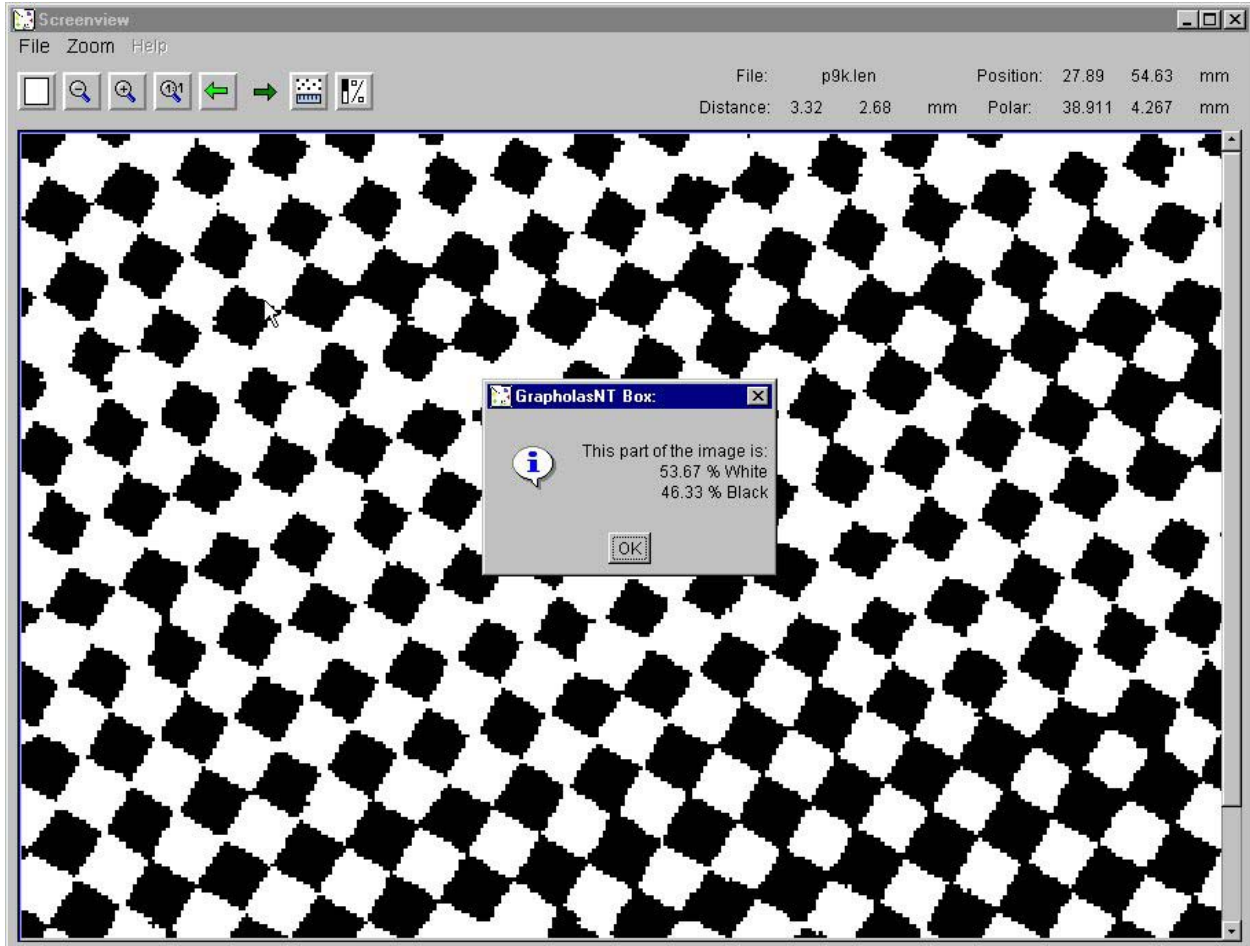 Screenview
File Zoom Help
File: p9k.len Position: 27.89 54.63 mm
Distance: 3.32 2.68 mm Polar: 38.911 4.267 mm
GrapholasNT Box:
This part of the image is:
53.67 % White
46.33 % Black
OK